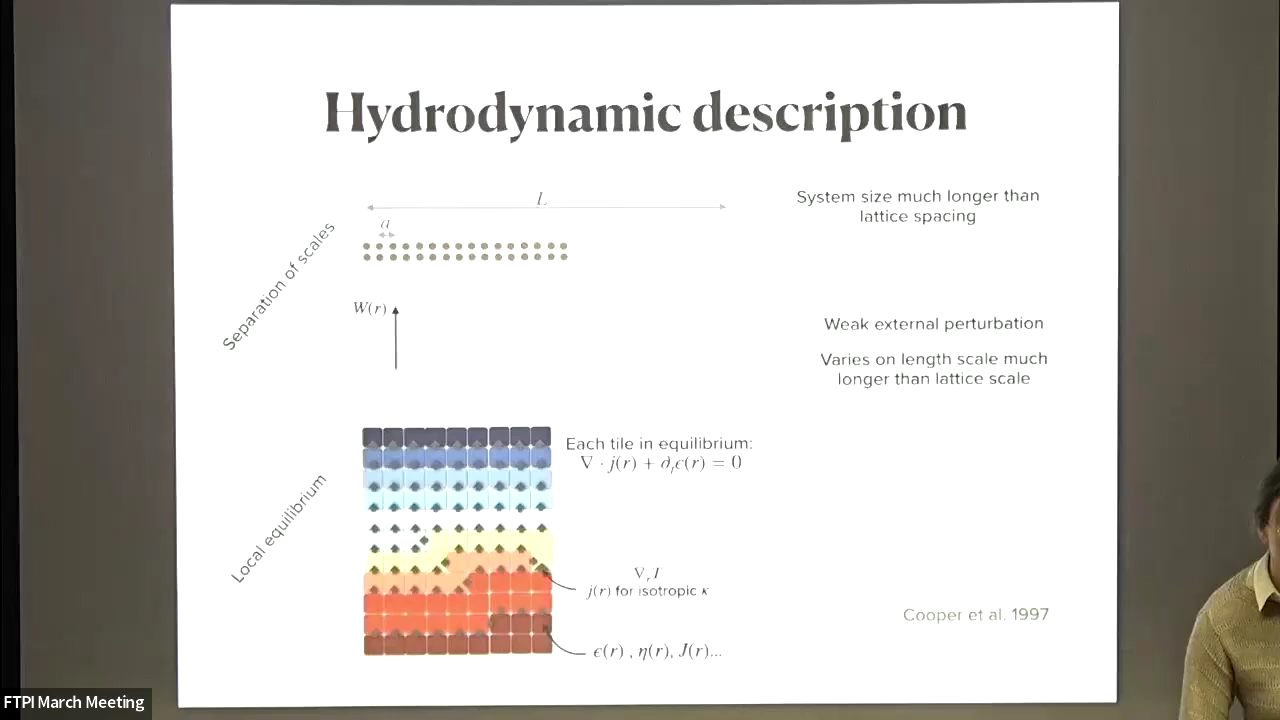 Hydrodynamic description
L
a
System size much longer than
lattice spacing
Separation of scales
W(r)
Weak external perturbation
Varies on length scale much
longer than lattice scale
Local equilibrium
Each tile in equilibrium:
∇ · j(r) + ∂ₜϵ(r) = 0
∇ᵣT
j(r) for isotropic κ
ϵ(r) , η(r), J(r)...
Cooper et al. 1997
FTPI March Meeting